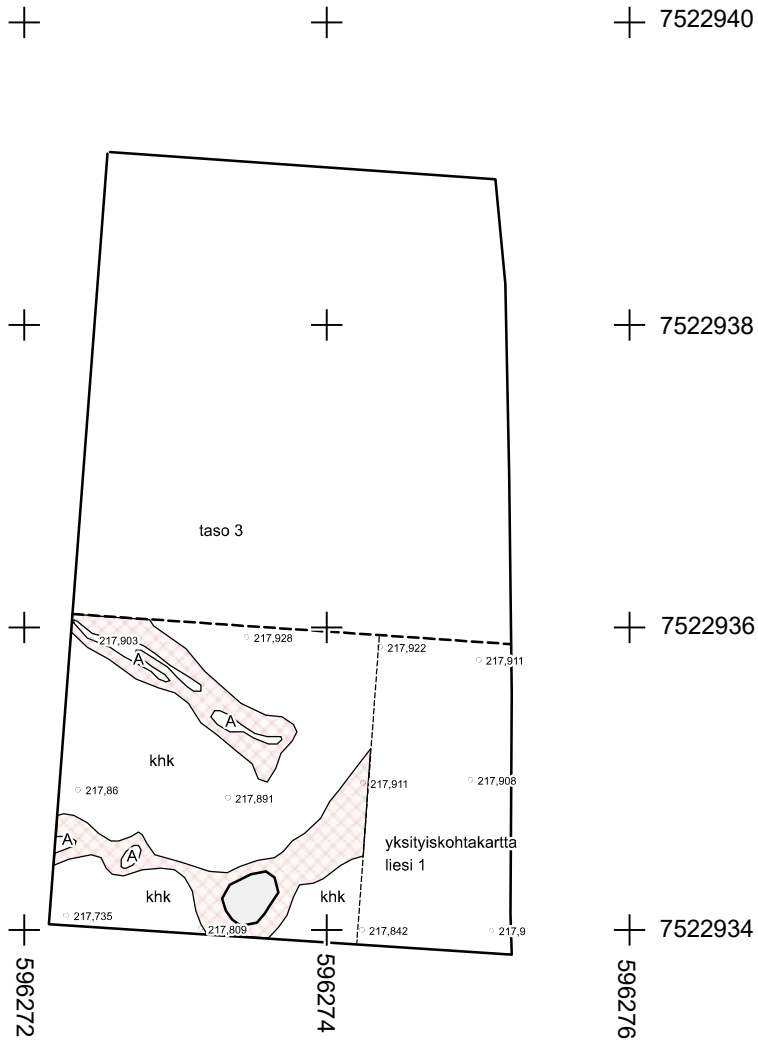 7522940
7522938
taso 3
7522936
217,903
217,928
217,922
217,911
A
A
khk
217,86
217,891
217,911
217,908
A
A
yksityiskohtakartta
liesi 1
khk
khk
217,735
217,809
217,842
217,9
7522934
596272
596274
596276